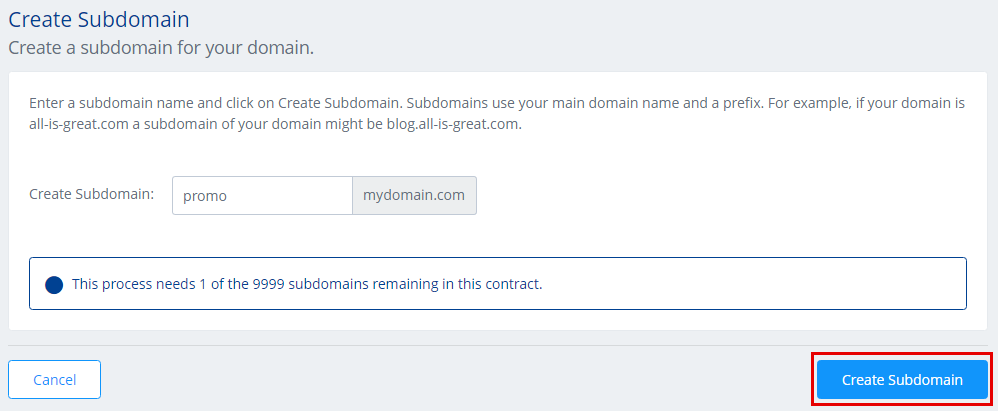 Create Subdomain
Create a subdomain for your domain.
Enter a subdomain name and click on Create Subdomain. Subdomains use your main domain name and a prefix. For example, if your domain is
all-is-great.com a subdomain of your domain might be blog.all-is-great.com.
Create Subdomain: promo mydomain.com
This process needs 1 of the 9999 subdomains remaining in this contract.
Cancel Create Subdomain